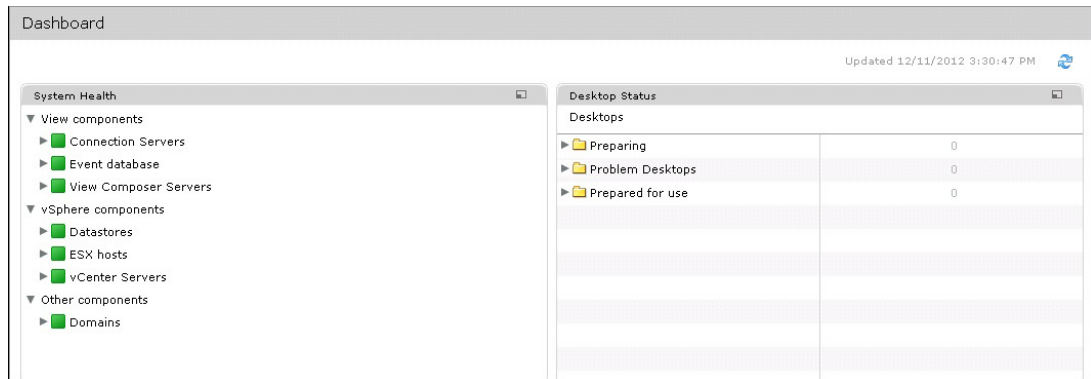 Dashboard
Updated 12/11/2012 3:30:47 PM
System Health
View components
Connection Servers
Event database
View Composer Servers
vSphere components
Datastores
ESX hosts
vCenter Servers
Other components
Domains
Desktop Status
Desktops
Preparing 0
Problem Desktops 0
Prepared for use 0